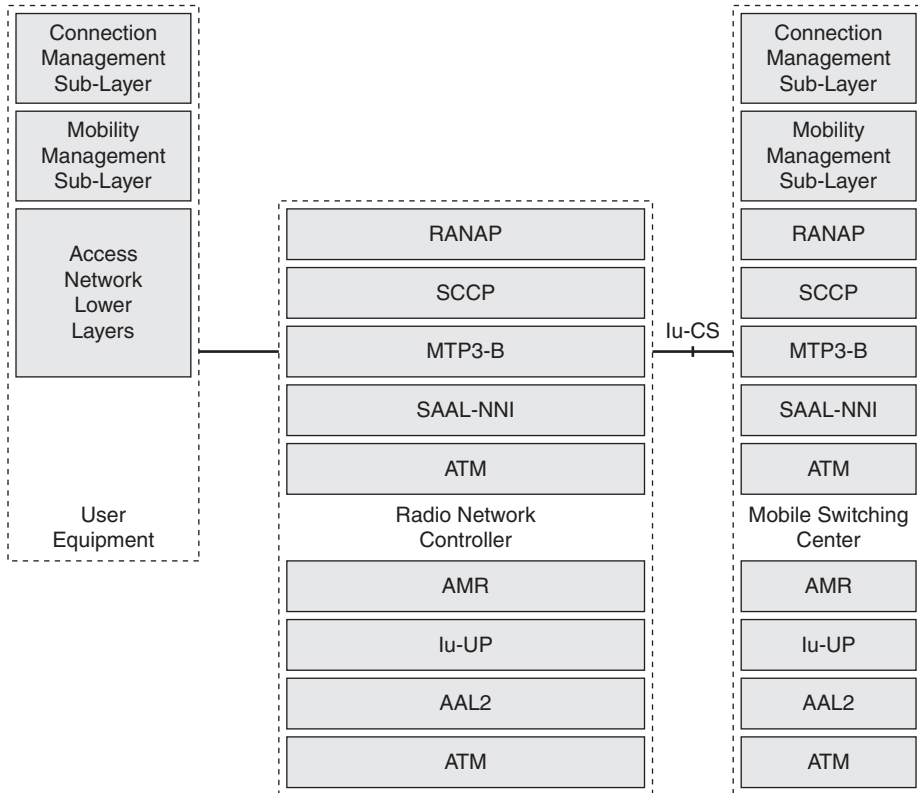 Connection
Management
Sub-Layer
Mobility
Management
Sub-Layer
Access
Network
Lower
Layers
User
Equipment
RANAP
SCCP
MTP3-B
SAAL-NNI
ATM
Radio Network
Controller
AMR
Iu-UP
AAL2
ATM
Iu-CS
Connection
Management
Sub-Layer
Mobility
Management
Sub-Layer
RANAP
SCCP
MTP3-B
SAAL-NNI
ATM
Mobile Switching
Center
AMR
Iu-UP
AAL2
ATM